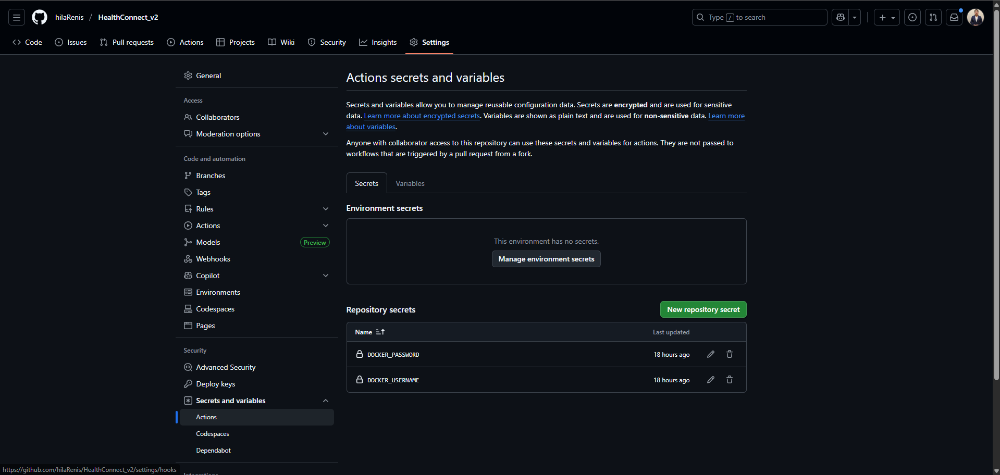 hilaRenis / HealthConnect_v2
Type / to search
Code
Issues
Pull requests
Actions
Projects
Wiki
Security
Insights
Settings
General
Access
Collaborators
Moderation options
Code and automation
Branches
Tags
Rules
Actions
Models Preview
Webhooks
Copilot
Environments
Codespaces
Pages
Security
Advanced Security
Deploy keys
Secrets and variables
Actions
Codespaces
Dependabot
Integrations
Actions secrets and variables
Secrets and variables allow you to manage reusable configuration data. Secrets are encrypted and are used for sensitive
data. Learn more about encrypted secrets. Variables are shown as plain text and are used for non-sensitive data. Learn more
about variables.
Anyone with collaborator access to this repository can use these secrets and variables for actions. They are not passed to
workflows that are triggered by a pull request from a fork.
Secrets
Variables
Environment secrets
This environment has no secrets.
Manage environment secrets
Repository secrets
New repository secret
Name Last updated
DOCKER_PASSWORD 18 hours ago
DOCKER_USERNAME 18 hours ago
https://github.com/hilaRenis/HealthConnect_v2/settings/hooks